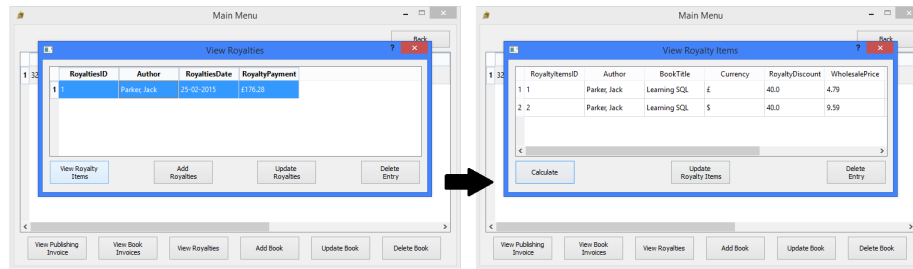 Main Menu
Back
View Royalties
?
RoyaltiesID Author RoyaltiesDate RoyaltyPayment
1 32
1 1 Parker, Jack 25-02-2015 £176.28
View Royalty Items
Add Royalties
Update Royalties
Delete Entry
View Publishing Invoice
View Book Invoices
View Royalties
Add Book
Update Book
Delete Book
Main Menu
Back
View Royalty Items
?
RoyaltyItemsID Author BookTitle Currency RoyaltyDiscount WholesalePrice
1 32
1 1 Parker, Jack Learning SQL £ 40.0 4.79
2 2 Parker, Jack Learning SQL $ 40.0 9.59
Calculate
Update Royalty Items
Delete Entry
View Publishing Invoice
View Book Invoices
View Royalties
Add Book
Update Book
Delete Book